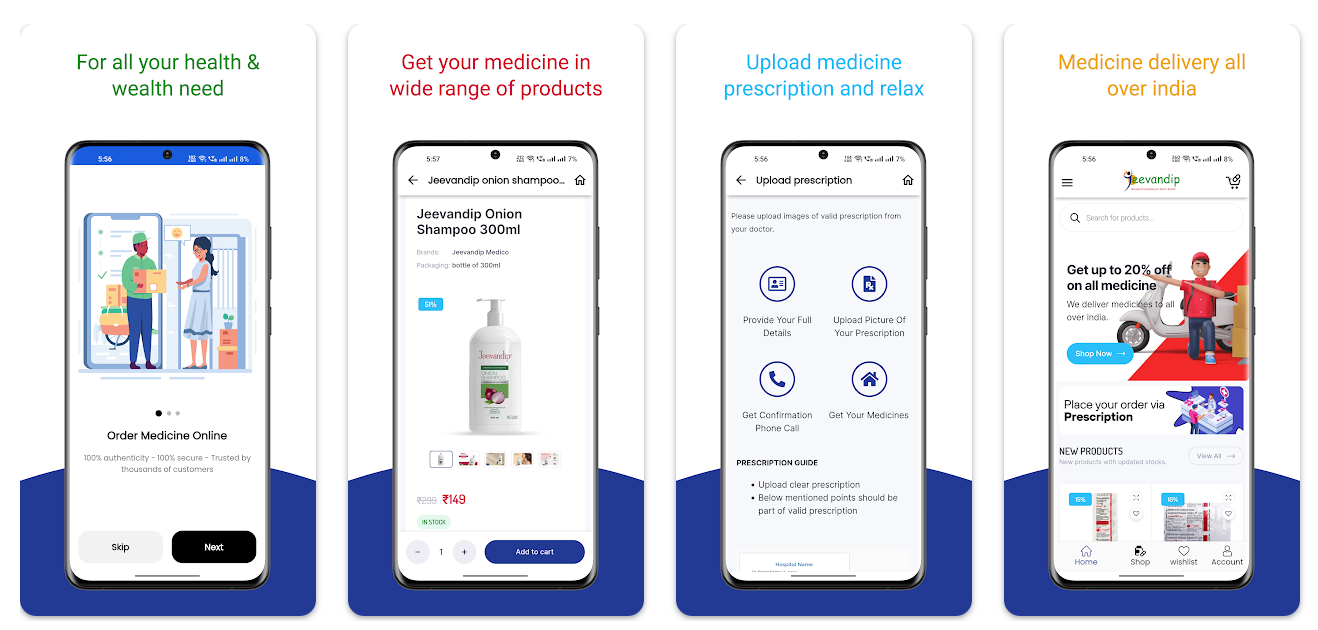 For all your health &
wealth need
5:56
8%
Order Medicine Online
100% authenticity - 100% secure - Trusted by
thousands of customers
Skip
Next
Get your medicine in
wide range of products
5:57
7%
Jeevandip onion shampoo...
Jeevandip Onion
Shampoo 300ml
Brands: Jeevandip Medico
Packaging: bottle of 300ml
51%
Jeevandip
ONION
SHAMPOO
₹299 ₹149
IN STOCK
− 1 +
Add to cart
Upload medicine
prescription and relax
5:56
7%
Upload prescription
Please upload images of valid prescription from
your doctor.
Provide Your Full
Details
Upload Picture Of
Your Prescription
Get Confirmation
Phone Call
Get Your Medicines
PRESCRIPTION GUIDE
• Upload clear prescription
• Below mentioned points should be
part of valid prescription
Hospital Name
Medicine delivery all
over india
5:56
8%
Jeevandip
Search for products...
Get up to 20% off
on all medicine
We deliver medicines to all
over india.
Shop Now →
Place your order via
Prescription
NEW PRODUCTS
New products with updated stocks.
View All →
15%
16%
Home
Shop
wishlist
Account